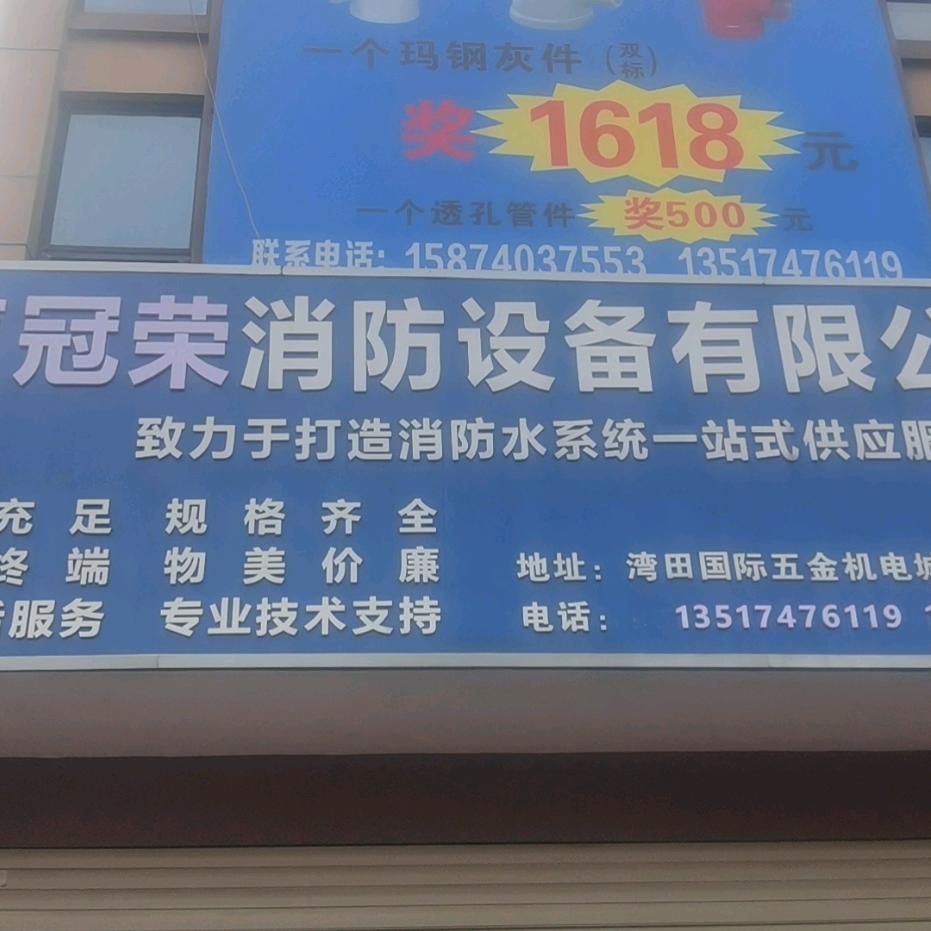 一个玛钢灰件（双标）
奖1618元
一个透孔管件奖500元
联系电话：15874037553 13517476119
冠荣消防设备有限公
致力于打造消防水系统一站式供应服
充足 规格齐全
终端 物美价廉
服务 专业技术支持
地址：湾田国际五金机电城
电话：13517476119 1